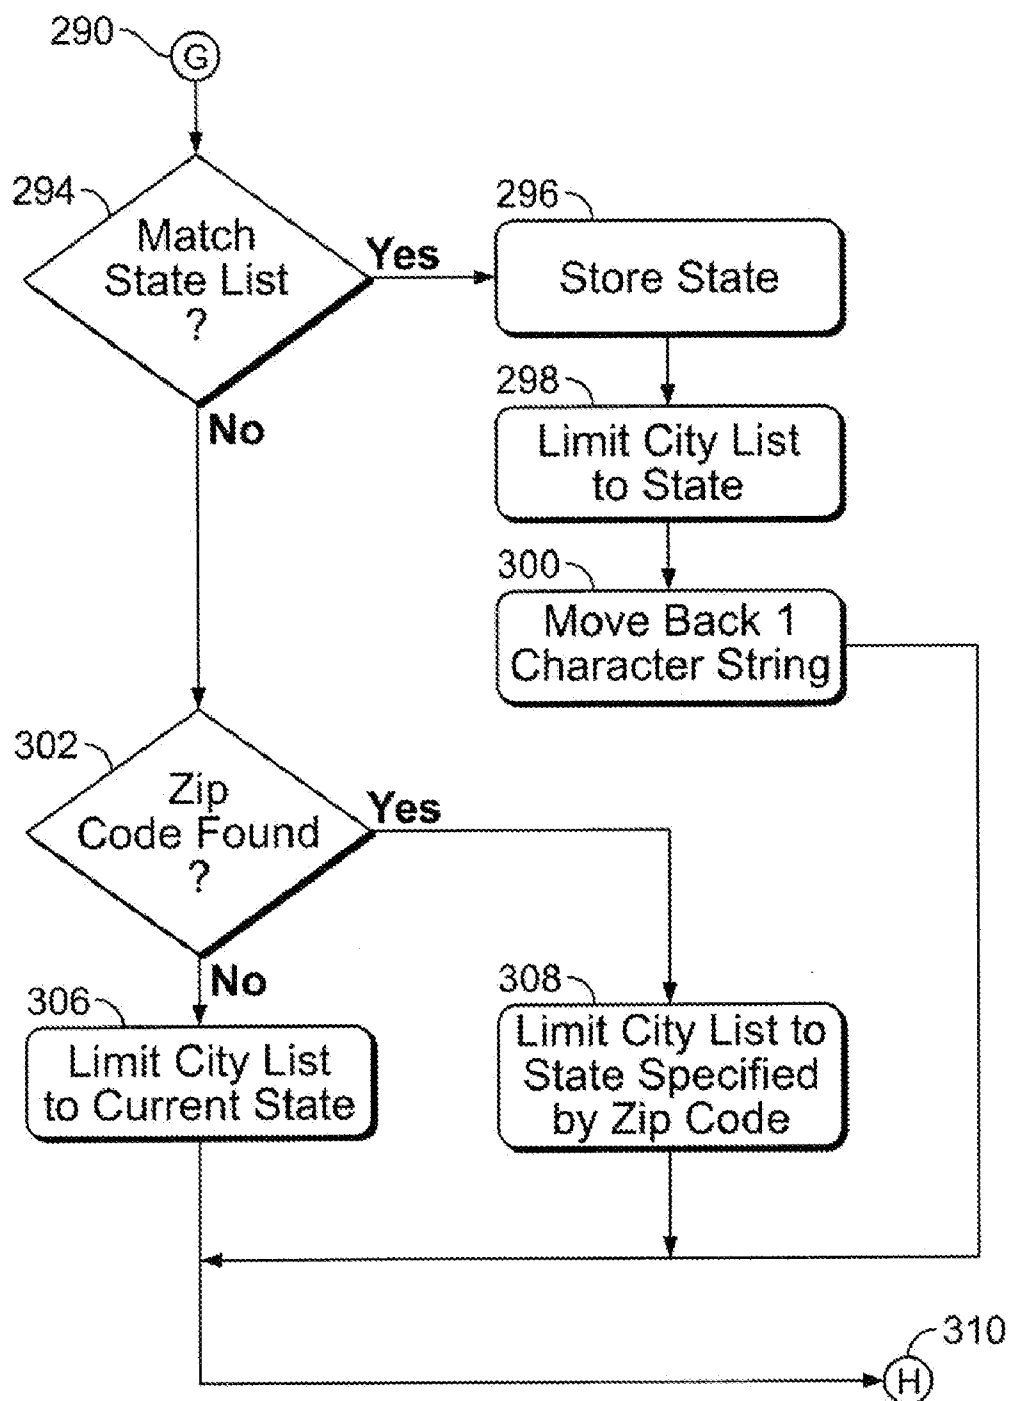 290
G
294
Match
State List
?
Yes
No
296
Store State
298
Limit City List
to State
300
Move Back 1
Character String
302
Zip
Code Found
?
Yes
No
306
Limit City List
to Current State
308
Limit City List to
State Specified
by Zip Code
310
H